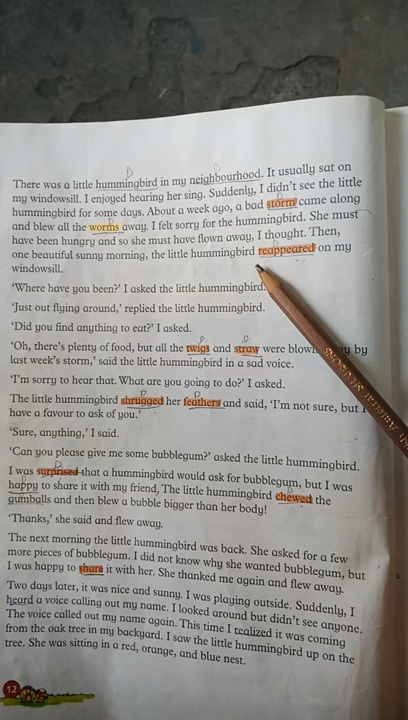 There was a little hummingbird in my neighbourhood. It usually sat on
my windowsill. I enjoyed hearing her sing. Suddenly, I didn't see the little
hummingbird for some days. About a week ago, a bad storm came along
and blew all the worms away. I felt sorry for the hummingbird. She must
have been hungry and so she must have flown away, I thought. Then,
one beautiful sunny morning, the little hummingbird reappeared on my
windowsill.
'Where have you been?' I asked the little hummingbird.
'Just out flying around,' replied the little hummingbird.
'Did you find anything to eat?' I asked.
'Oh, there's plenty of food, but all the twigs and straw were blown by
last week's storm,' said the little hummingbird in a sad voice.
'I'm sorry to hear that. What are you going to do?' I asked.
The little hummingbird shrugged her feathers and said, 'I'm not sure, but I
have a favour to ask of you.'
'Sure, anything,' I said.
'Can you please give me some bubblegum?' asked the little hummingbird.
I was surprised that a hummingbird would ask for bubblegum, but I was
happy to share it with my friend. The little hummingbird chewed the
gumballs and then blew a bubble bigger than her body!
'Thanks,' she said and flew away.
The next morning the little hummingbird was back. She asked for a few
more pieces of bubblegum. I did not know why she wanted bubblegum, but
I was happy to share it with her. She thanked me again and flew away.
Two days later, it was nice and sunny. I was playing outside. Suddenly, I
heard a voice calling out my name. I looked around but didn't see anyone.
The voice called out my name again. This time I realized it was coming
from the oak tree in my backyard. I saw the little hummingbird up on the
tree. She was sitting in a red, orange, and blue nest.
12